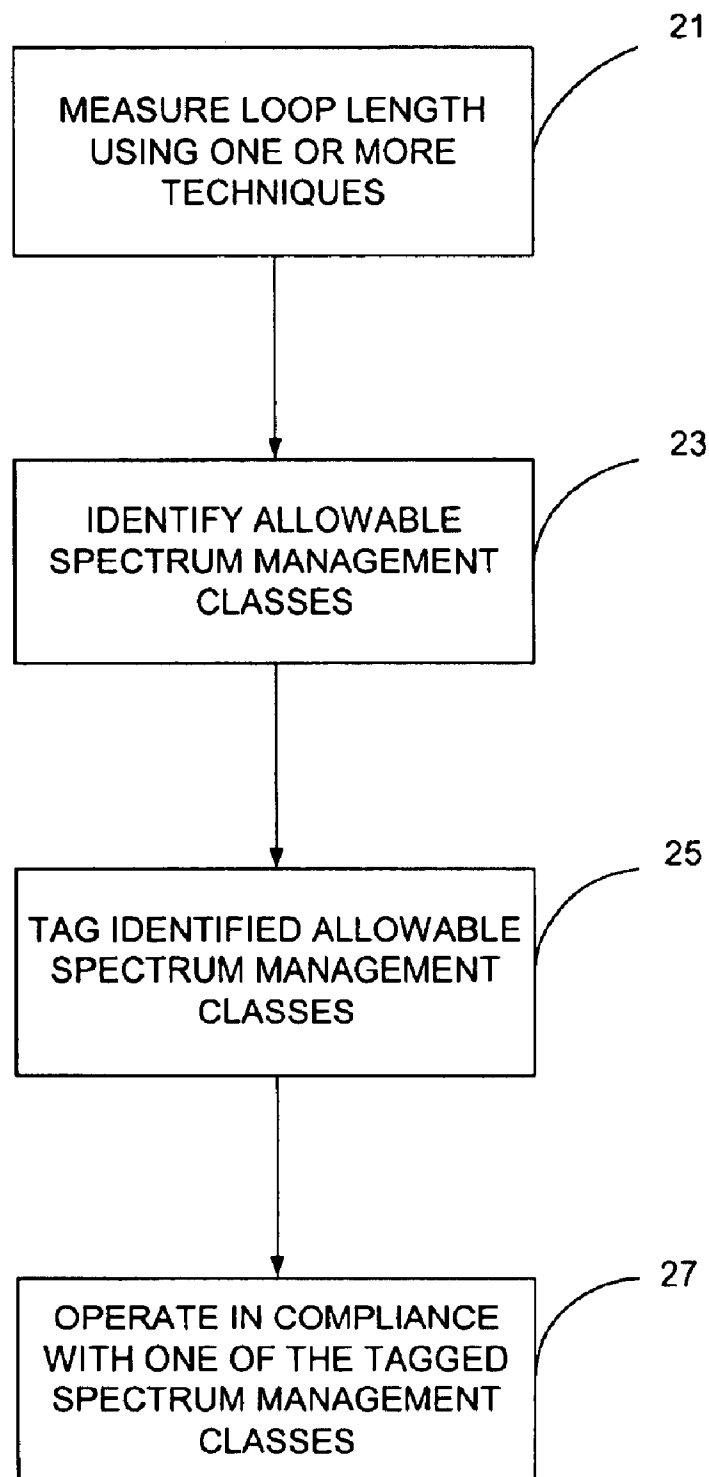 21
MEASURE LOOP LENGTH
USING ONE OR MORE
TECHNIQUES
23
IDENTIFY ALLOWABLE
SPECTRUM MANAGEMENT
CLASSES
25
TAG IDENTIFIED ALLOWABLE
SPECTRUM MANAGEMENT
CLASSES
27
OPERATE IN COMPLIANCE
WITH ONE OF THE TAGGED
SPECTRUM MANAGEMENT
CLASSES